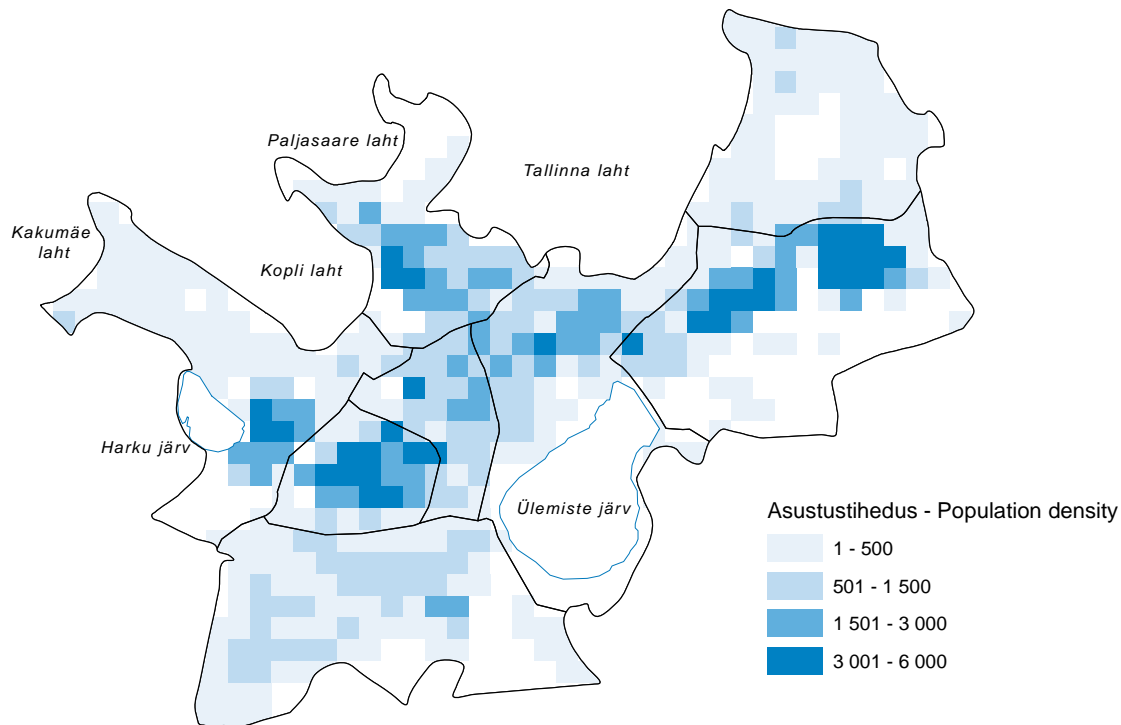 Paljasaare laht
Tallinna laht
Kakumäe
laht
Kopli laht
Harku järv
Ülemiste järv
Asustustihedus - Population density
1 - 500
501 - 1 500
1 501 - 3 000
3 001 - 6 000